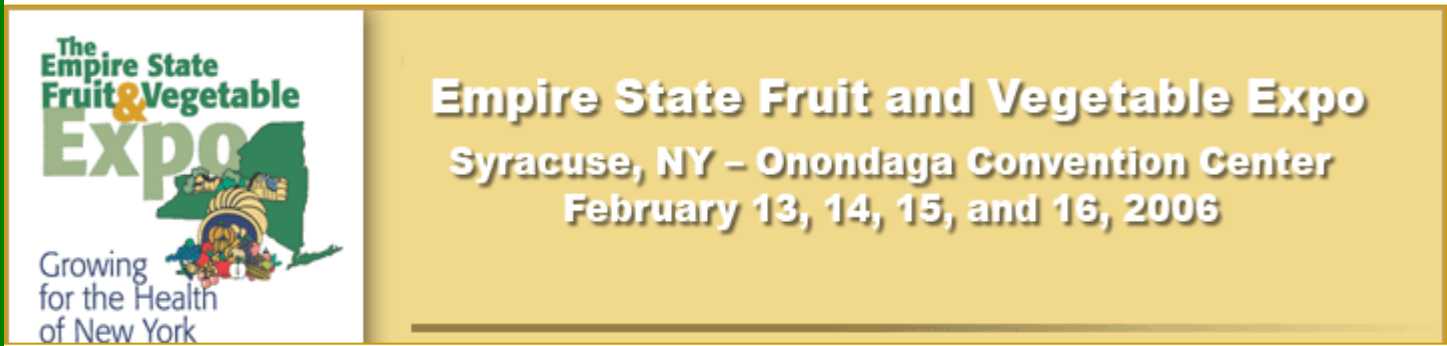 The
Empire State
Fruit&Vegetable
Expo
Growing
for the Health
of New York
Empire State Fruit and Vegetable Expo
Syracuse, NY – Onondaga Convention Center
February 13, 14, 15, and 16, 2006